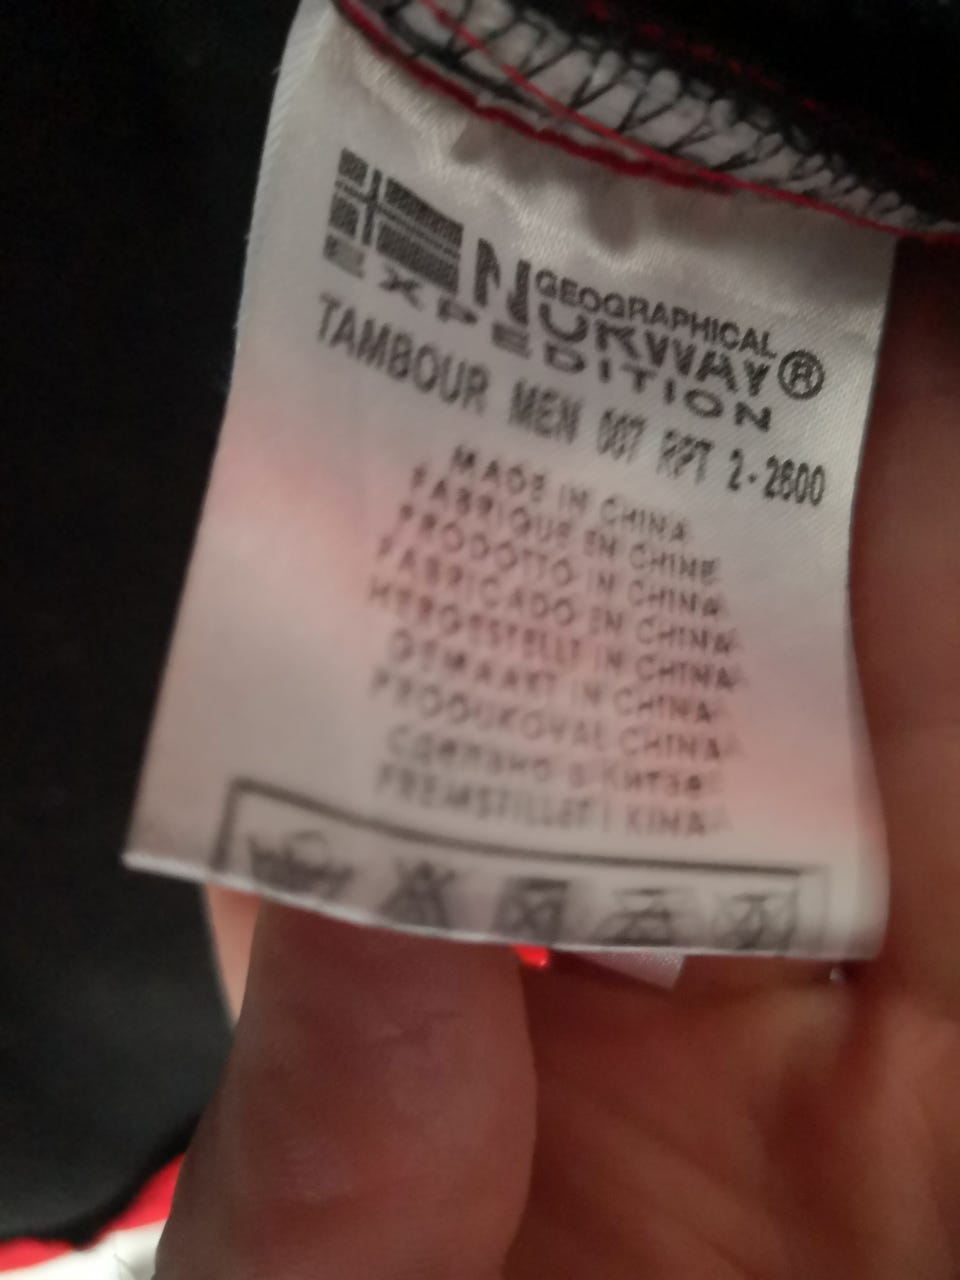 GEOGRAPHICAL
NORWAY®
EXPEDITION
TAMBOUR MEN 007 RPT 2-2600
MADE IN CHINA
FABRIQUE EN CHINE
PRODOTTO IN CHINA
FABRICADO EN CHINA
HERGESTELLT IN CHINA
GEMAAKT IN CHINA
PRODUKOVAL CHINA
Сделано в Китае
FREMSTILLET I KINA